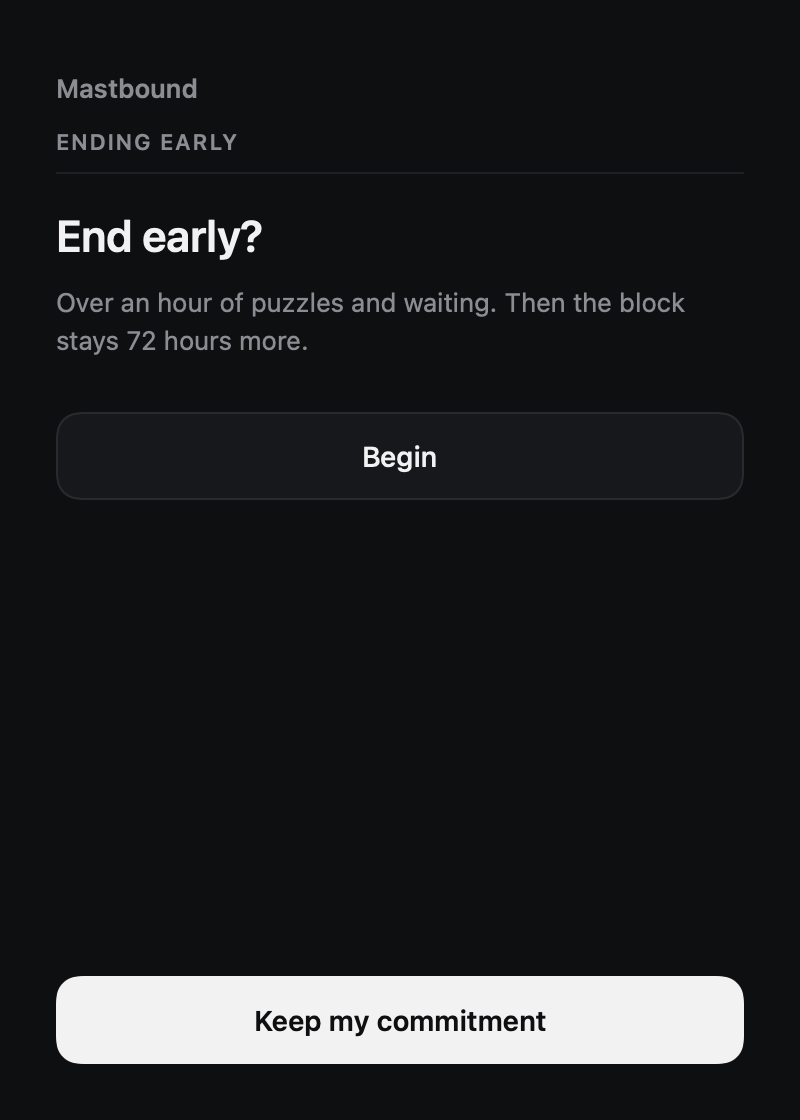 Mastbound
ENDING EARLY
End early?
Over an hour of puzzles and waiting. Then the block
stays 72 hours more.
Begin
Keep my commitment